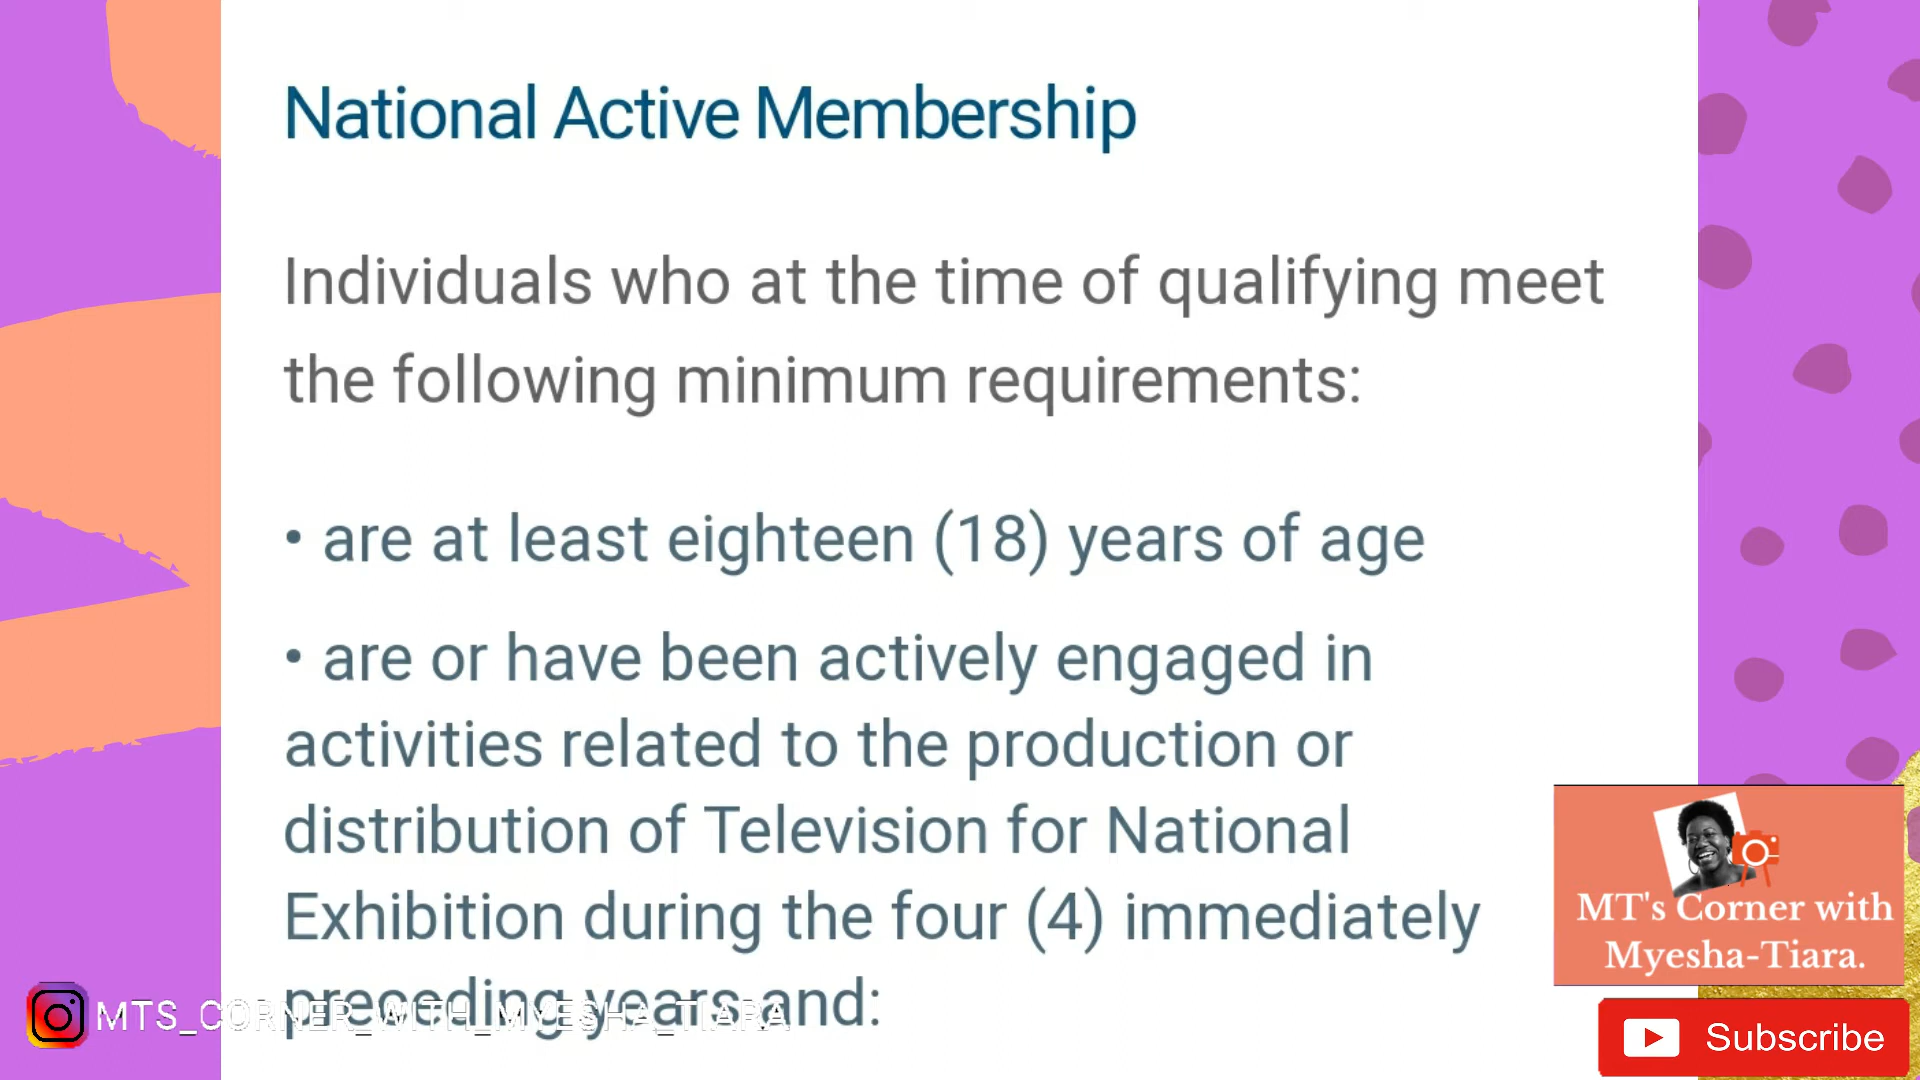 National Active Membership
Individuals who at the time of qualifying meet
the following minimum requirements:
• are at least eighteen (18) years of age
• are or have been actively engaged in
activities related to the production or
distribution of Television for National
Exhibition during the four (4) immediately
preceding years and:
MTS_CORNER_WITH_MYESHA_TIARA
MT's Corner with
Myesha-Tiara.
Subscribe